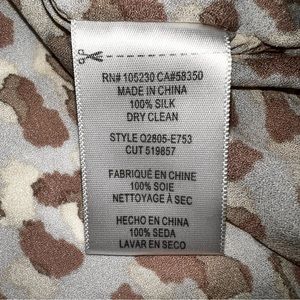 RN# 105230 CA#58350
MADE IN CHINA
100% SILK
DRY CLEAN
STYLE Q2805-E753
CUT 519857
FABRIQUÉ EN CHINE
100% SOIE
NETTOYAGE À SEC
HECHO EN CHINA
100% SEDA
LAVAR EN SECO